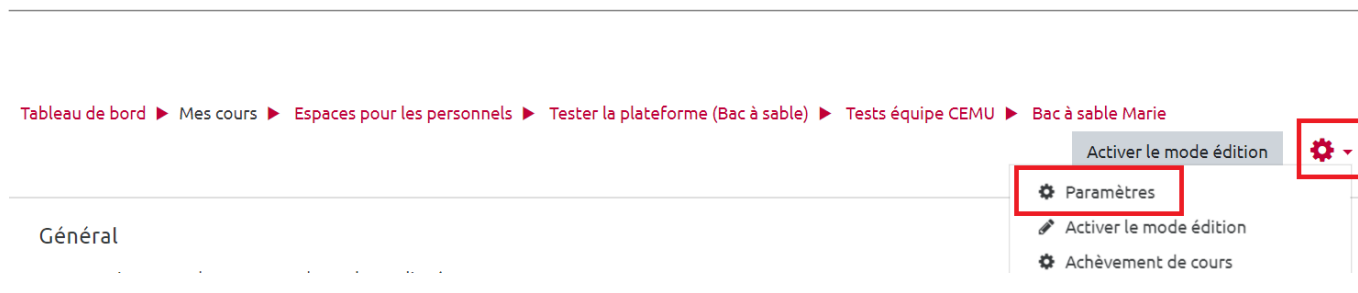 Tableau de bord ▶ Mes cours ▶ Espaces pour les personnels ▶ Tester la plateforme (Bac à sable) ▶ Tests équipe CEMU ▶ Bac à sable Marie
Activer le mode édition
Paramètres
Activer le mode édition
Achèvement de cours
Général